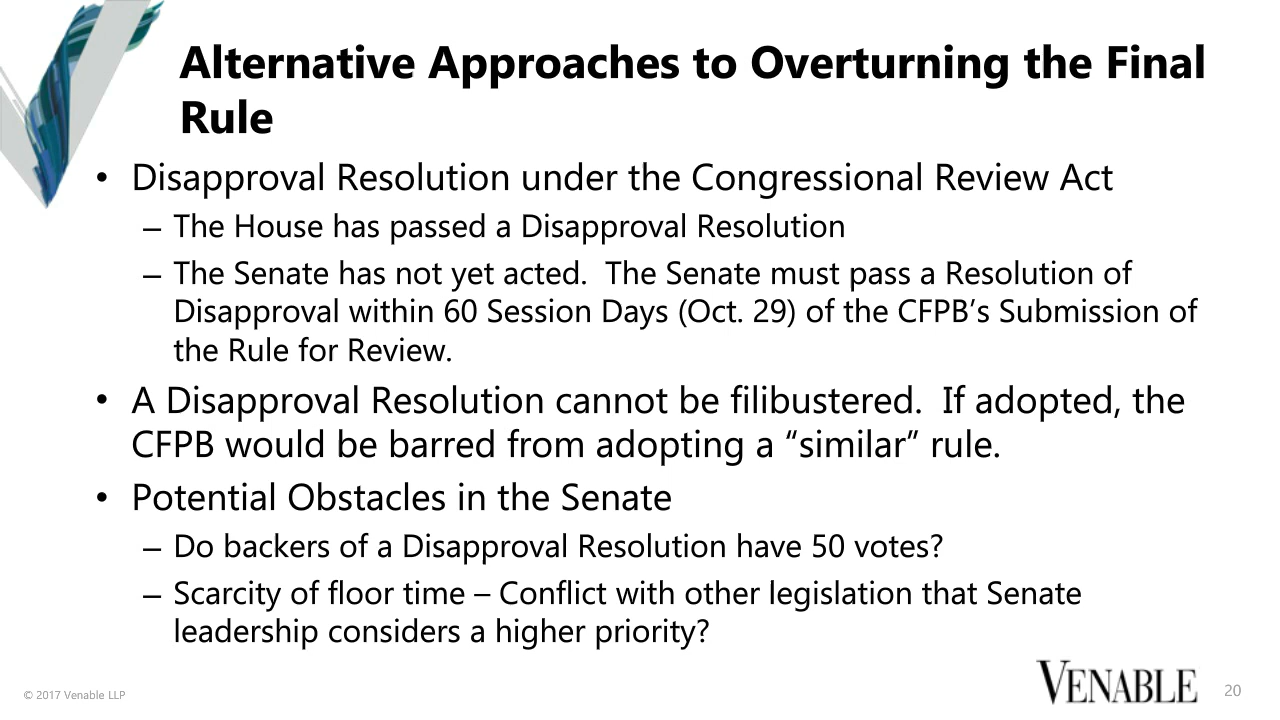 Alternative Approaches to Overturning the Final
Rule
• Disapproval Resolution under the Congressional Review Act
– The House has passed a Disapproval Resolution
– The Senate has not yet acted.  The Senate must pass a Resolution of
Disapproval within 60 Session Days (Oct. 29) of the CFPB’s Submission of
the Rule for Review.
• A Disapproval Resolution cannot be filibustered.  If adopted, the
CFPB would be barred from adopting a “similar” rule.
• Potential Obstacles in the Senate
– Do backers of a Disapproval Resolution have 50 votes?
– Scarcity of floor time – Conflict with other legislation that Senate
leadership considers a higher priority?
© 2017 Venable LLP
VENABLE
20